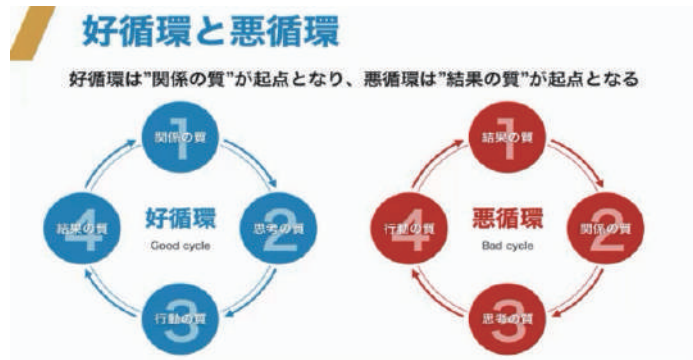 好循環と悪循環
好循環は”関係の質”が起点となり、悪循環は”結果の質”が起点となる
1
関係の質
2
思考の質
3
行動の質
4
結果の質
好循環
Good cycle
1
結果の質
2
関係の質
3
思考の質
4
行動の質
悪循環
Bad cycle